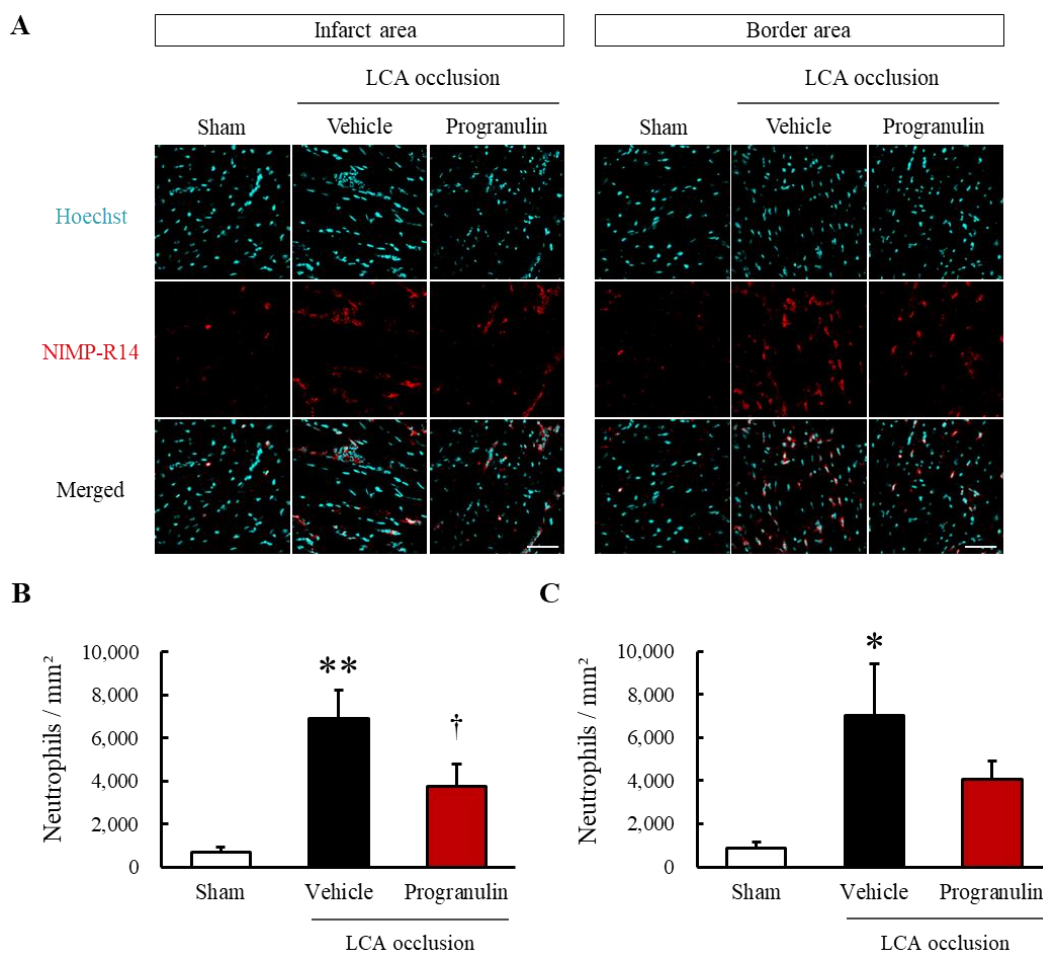 A
Infarct area
Border area
LCA occlusion
LCA occlusion
Sham
Vehicle
Progranulin
Sham
Vehicle
Progranulin
Hoechst
NIMP-R14
Merged
B
Neutrophils / mm²
10,000
8,000
6,000
4,000
2,000
0
**
†
Sham
Vehicle
Progranulin
LCA occlusion
C
Neutrophils / mm²
10,000
8,000
6,000
4,000
2,000
0
*
Sham
Vehicle
Progranulin
LCA occlusion